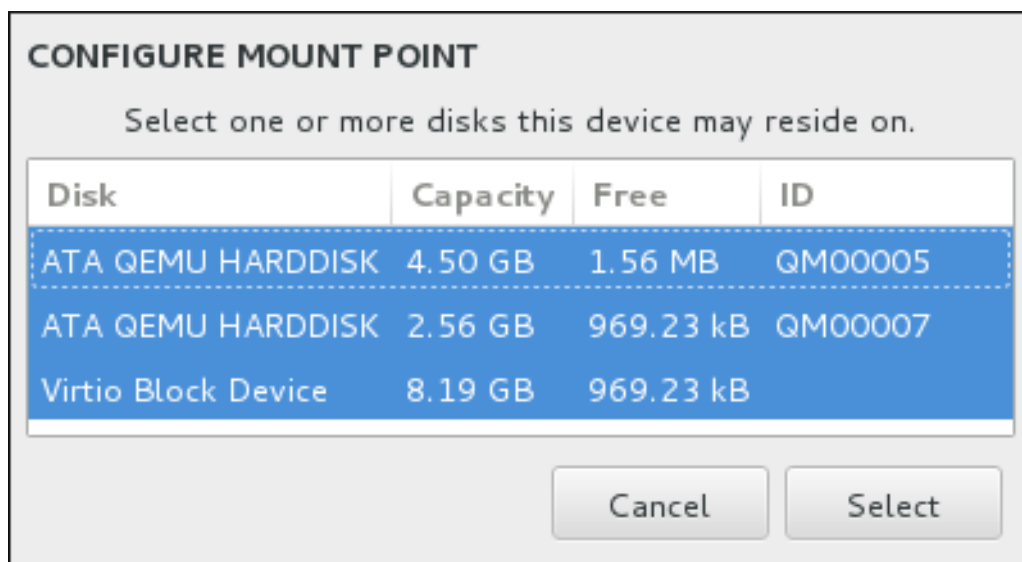 CONFIGURE MOUNT POINT
Select one or more disks this device may reside on.
Disk Capacity Free ID
ATA QEMU HARDDISK 4.50 GB 1.56 MB QM00005
ATA QEMU HARDDISK 2.56 GB 969.23 kB QM00007
Virtio Block Device 8.19 GB 969.23 kB
Cancel Select